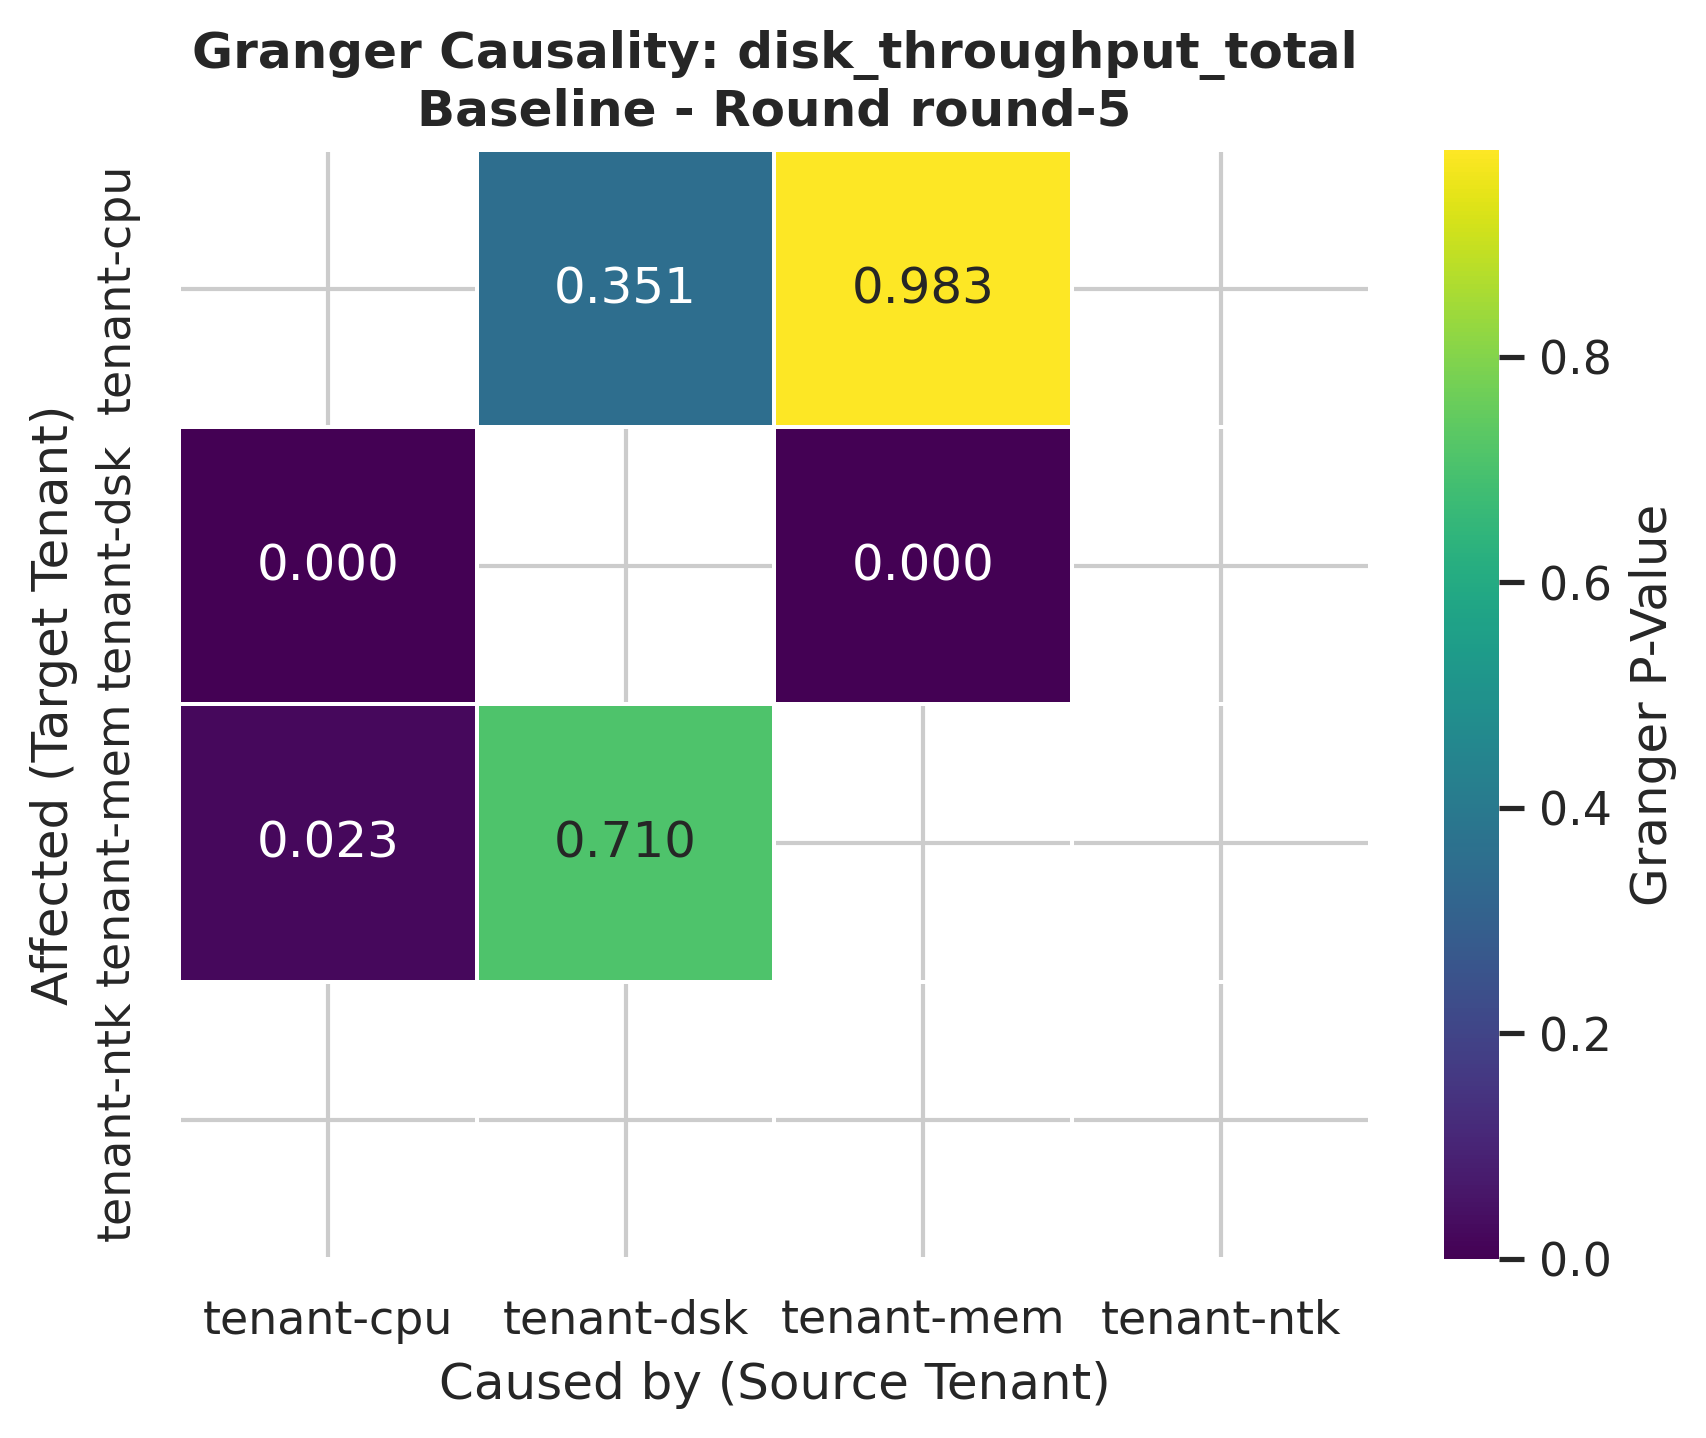 Granger Causality: disk_throughput_total
Baseline - Round round-5
Affected (Target Tenant)
tenant-cpu
tenant-dsk
tenant-mem
tenant-ntk
0.351 0.983
0.000 0.000
0.023 0.710
tenant-cpu tenant-dsk tenant-mem tenant-ntk
Caused by (Source Tenant)
0.8
0.6
0.4
0.2
0.0
Granger P-Value